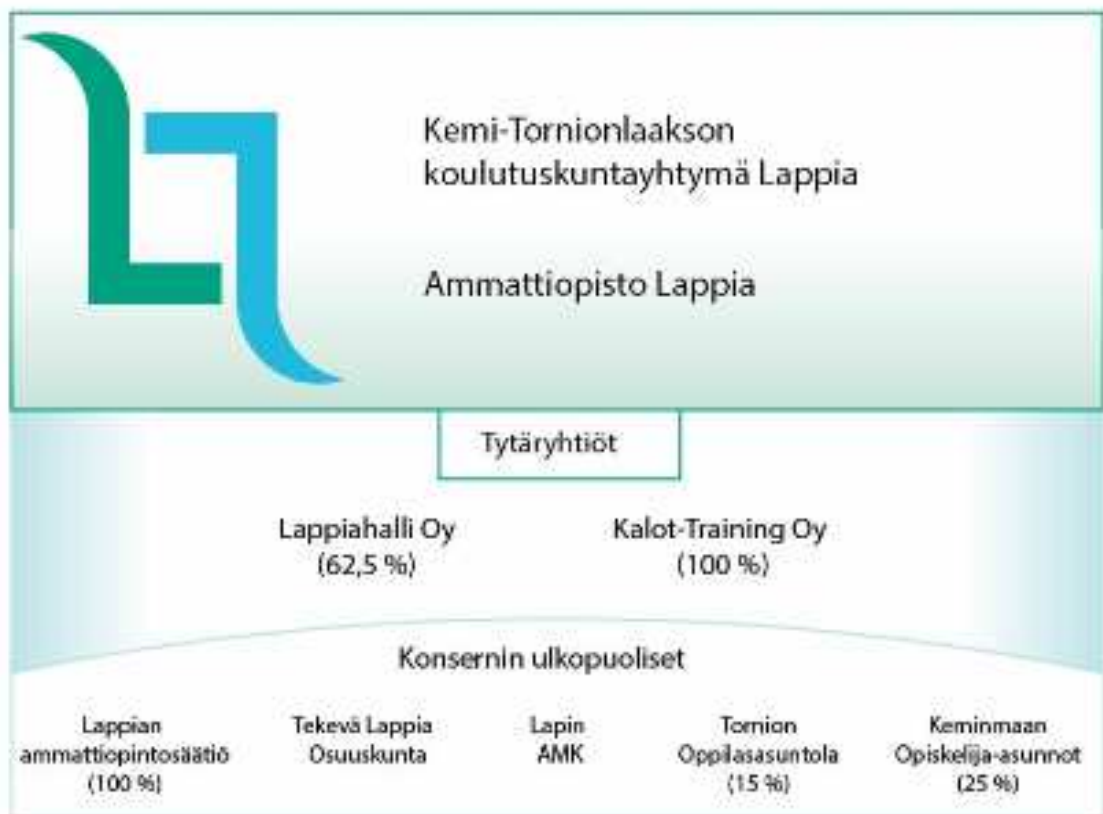 Kemi-Tornionlaakson
koulutuskuntayhtymä Lappia
Ammattiopisto Lappia
Tytäryhtiöt
Lappiahalli Oy
(62,5 %)
Kalot-Training Oy
(100 %)
Konsernin ulkopuoliset
Lappian
ammattiopintosäätiö
(100 %)
Tekevä Lappia
Osuuskunta
Lapin
AMK
Tornion
Oppilasasuntola
(15 %)
Keminmaan
Opiskelija-asunnot
(25 %)